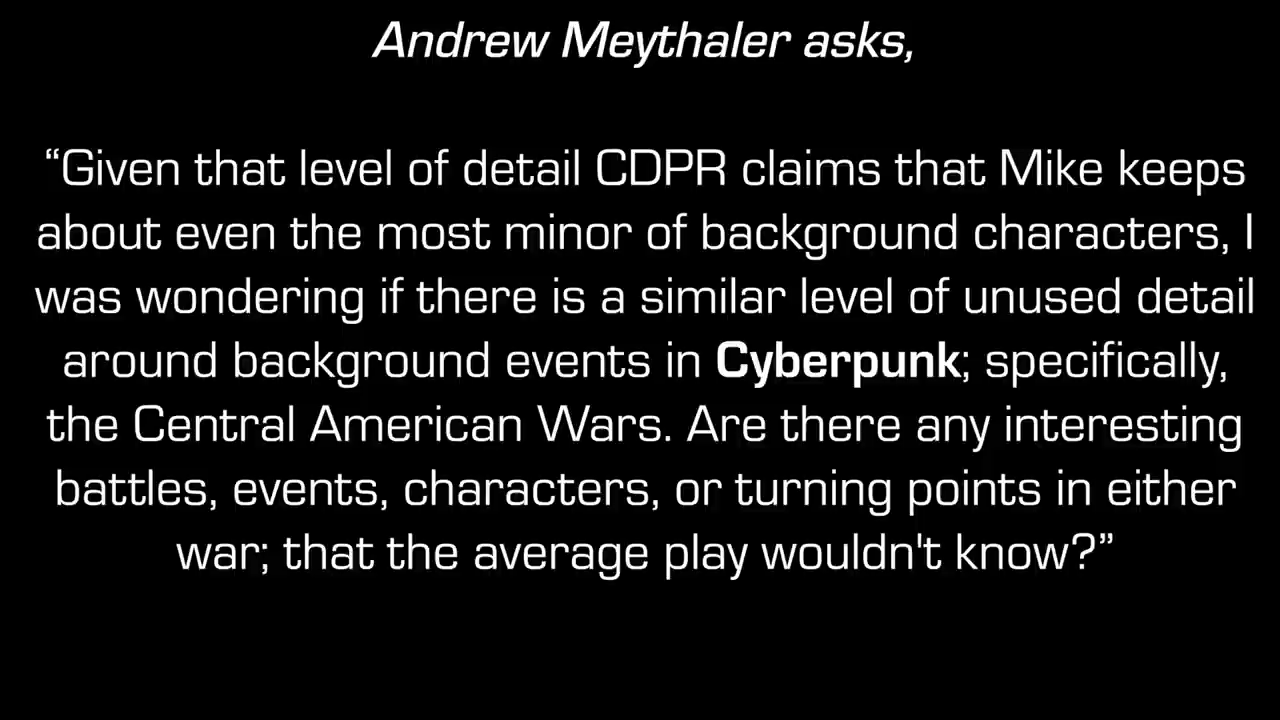 Andrew Meythaler asks,
“Given that level of detail CDPR claims that Mike keeps
about even the most minor of background characters, I
was wondering if there is a similar level of unused detail
around background events in Cyberpunk; specifically,
the Central American Wars. Are there any interesting
battles, events, characters, or turning points in either
war; that the average play wouldn't know?”